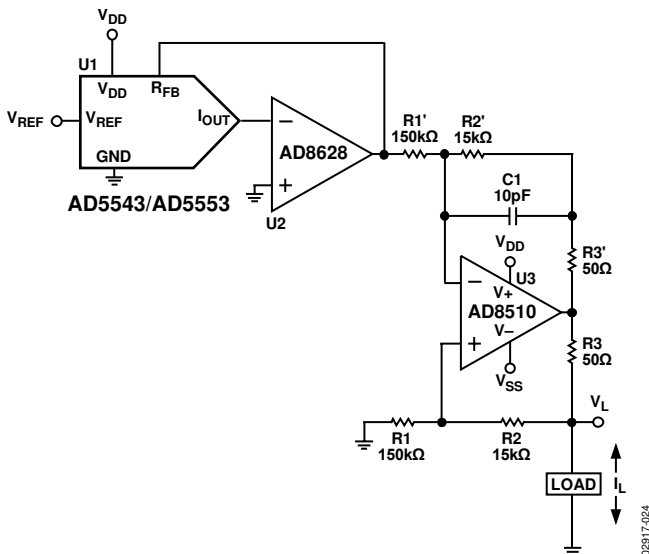 VDD
U1
VDD
RFB
VREF
VREF
IOUT
GND
AD5543/AD5553
−
+
AD8628
U2
R1'
150kΩ
R2'
15kΩ
C1
10pF
R3'
50Ω
VDD
U3
V+
−
AD8510
+
V−
VSS
R3
50Ω
VL
R1
150kΩ
R2
15kΩ
LOAD
IL
02917-024